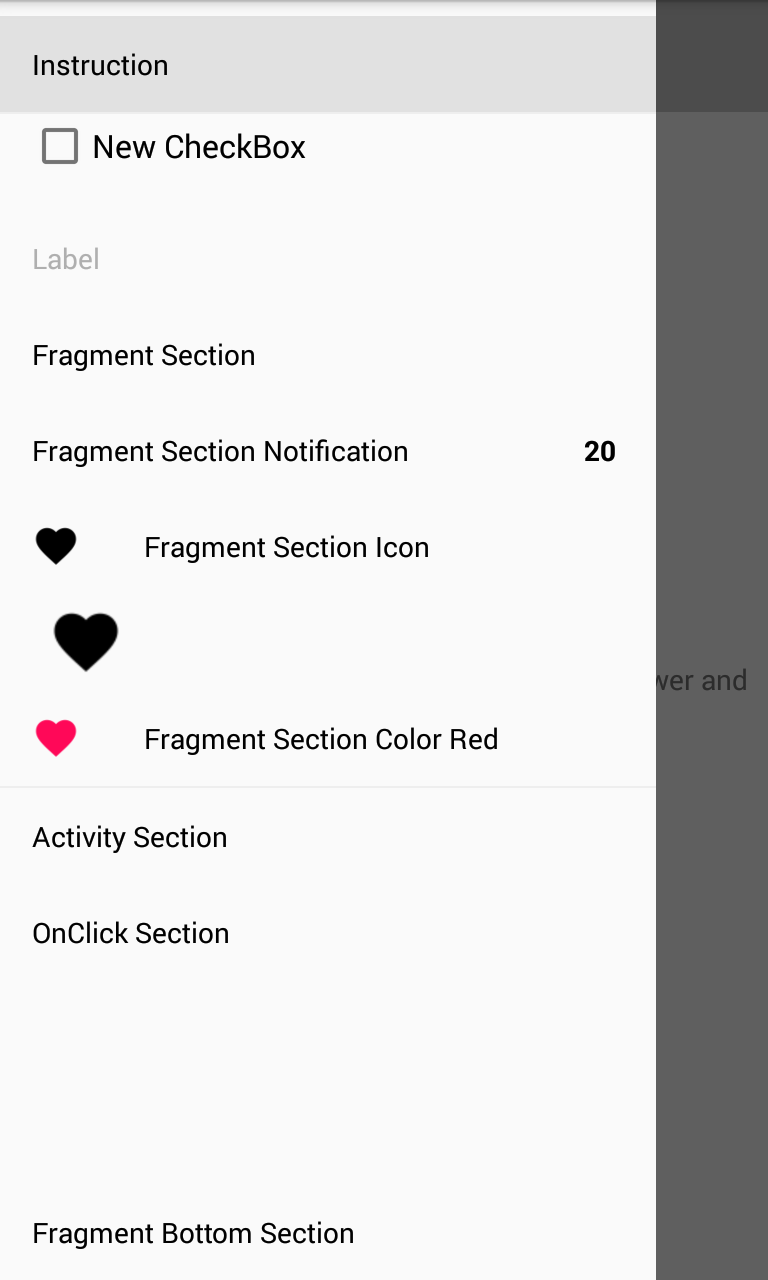 Instruction
New CheckBox
Label
Fragment Section
Fragment Section Notification 20
Fragment Section Icon
and
Fragment Section Color Red
Activity Section
OnClick Section
Fragment Bottom Section